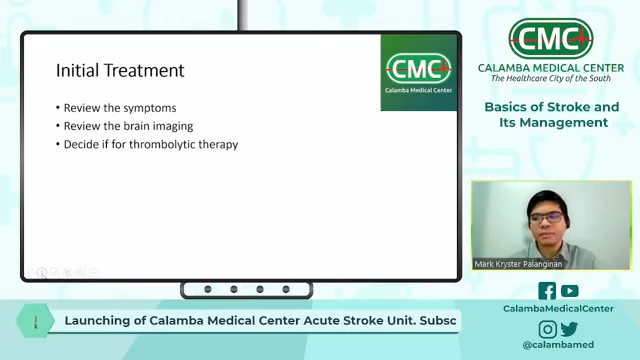 Initial Treatment
• Review the symptoms
• Review the brain imaging
• Decide if for thrombolytic therapy
CMC
Calamba Medical Center
CMC
CALAMBA MEDICAL CENTER
The Healthcare City of the South
Basics of Stroke and
Its Management
Mark Kryster Palanginan
CalambaMedicalCenter
@calambamed
Launching of Calamba Medical Center Acute Stroke Unit. Subsc